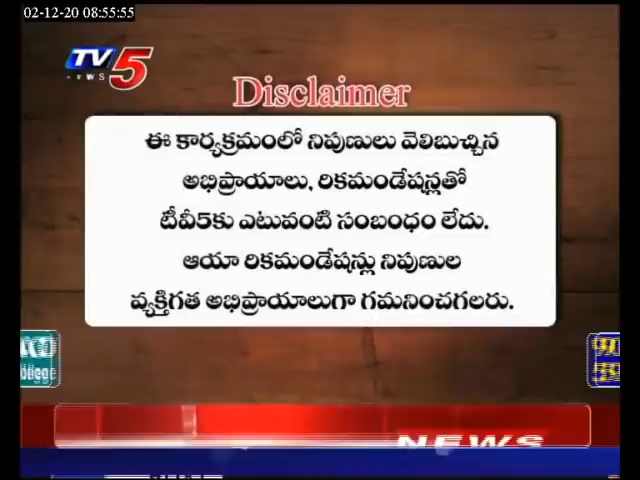 02-12-20 08:55:55
TV5
NEWS
Disclaimer
ఈ కార్యక్రమంలో నిపుణులు వెలిబుచ్చిన
అభిప్రాయాలు, రికమండేషన్లతో
టీవీ5కు ఎటువంటి సంబంధం లేదు.
ఆయా రికమండేషన్లు నిపుణుల
వ్యక్తిగత అభిప్రాయాలుగా గమనించగలరు.
NEWS